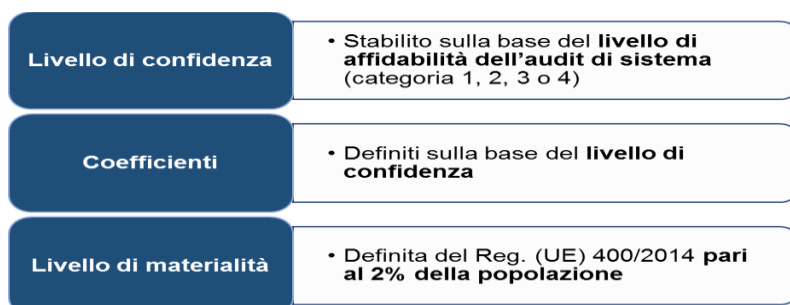 Livello di confidenza
• Stabilito sulla base del livello di
affidabilità dell'audit di sistema
(categoria 1, 2, 3 o 4)
Coefficienti
• Definiti sulla base del livello di
confidenza
Livello di materialità
• Definita del Reg. (UE) 400/2014 pari
al 2% della popolazione